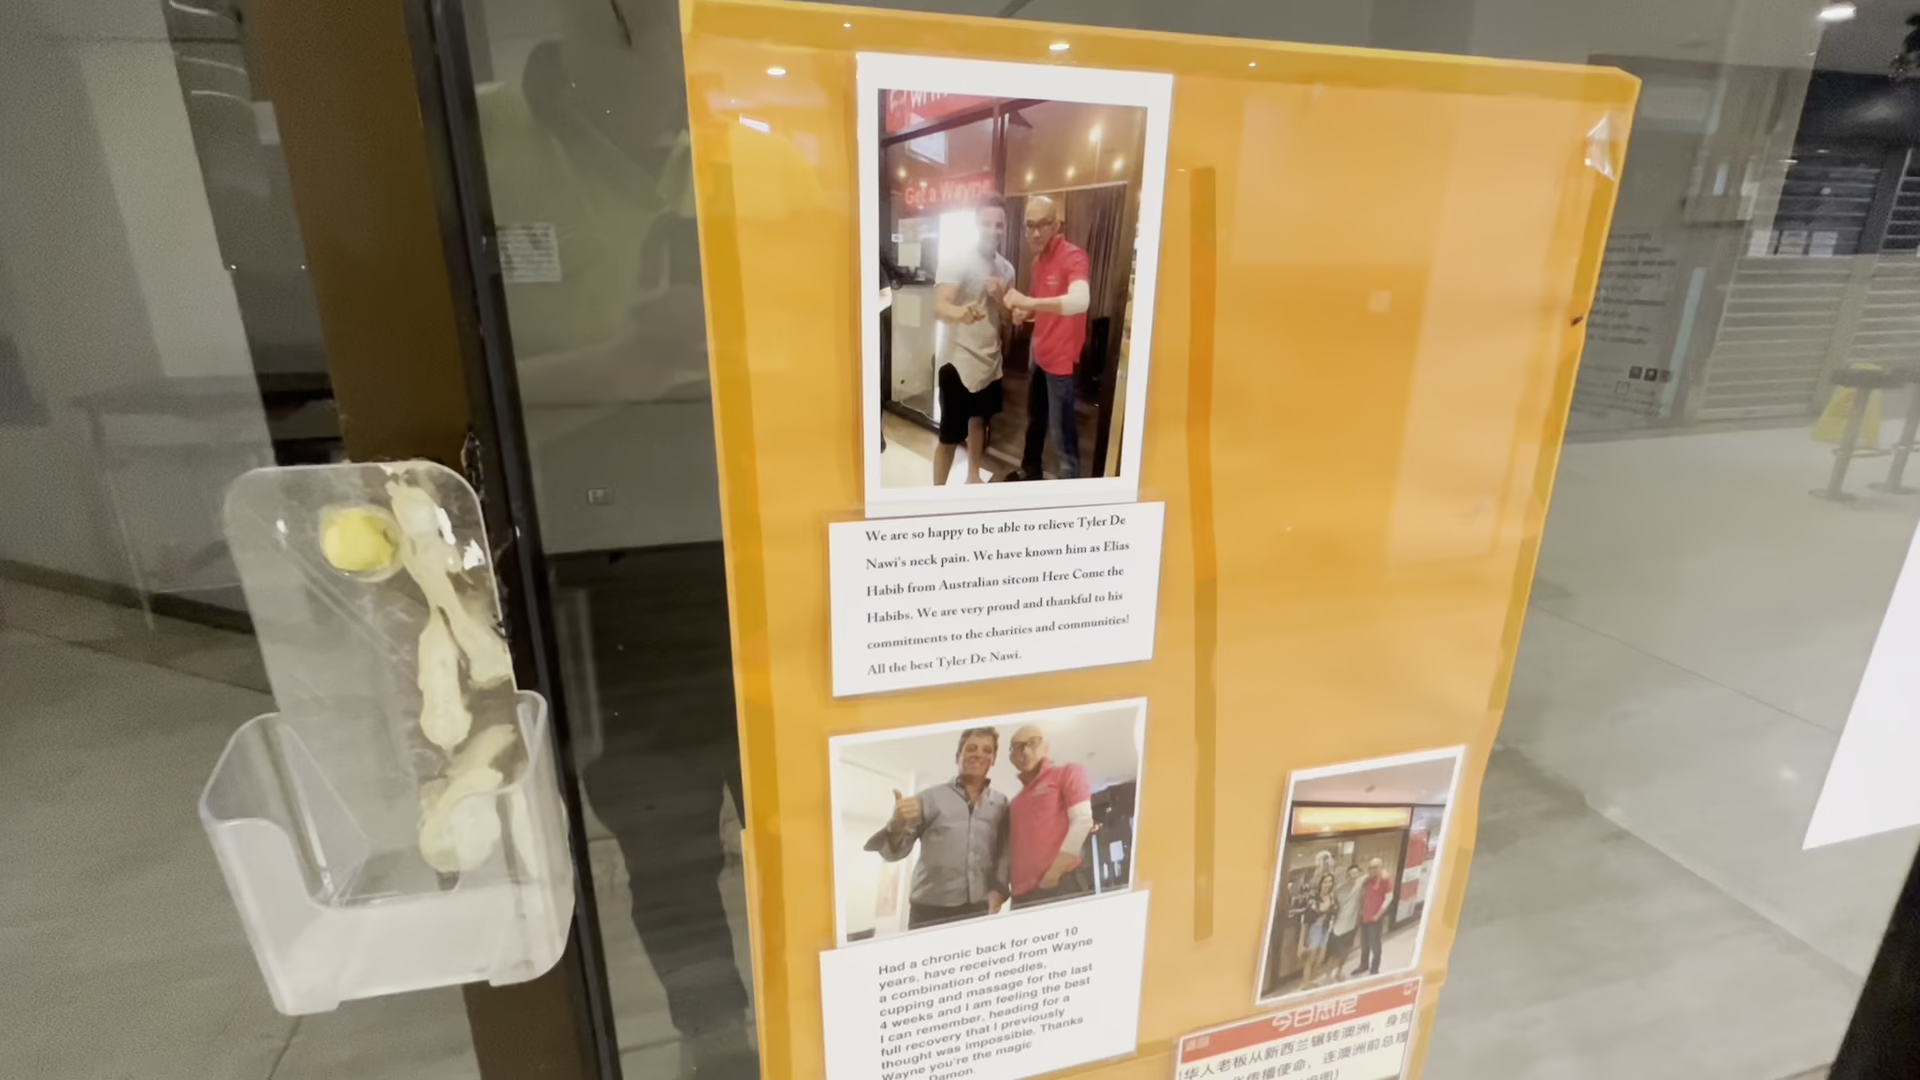 Get a Wayne
We are so happy to be able to relieve Tyler De
Nawi's neck pain. We have known him as Elias
Habib from Australian sitcom Here Come the
Habibs. We are very proud and thankful to his
commitments to the charities and communities!
All the best Tyler De Nawi.
Had a chronic back for over 10
years, have received from Wayne
a combination of needles,
cupping and massage for the last
4 weeks and I am feeling the best
I can remember, heading for a
full recovery that I previously
thought was impossible. Thanks
Wayne you're the magic
Damon.
今日悉尼
华人老板从新西兰辗转澳洲，身担
传播使命，连澳洲前总理